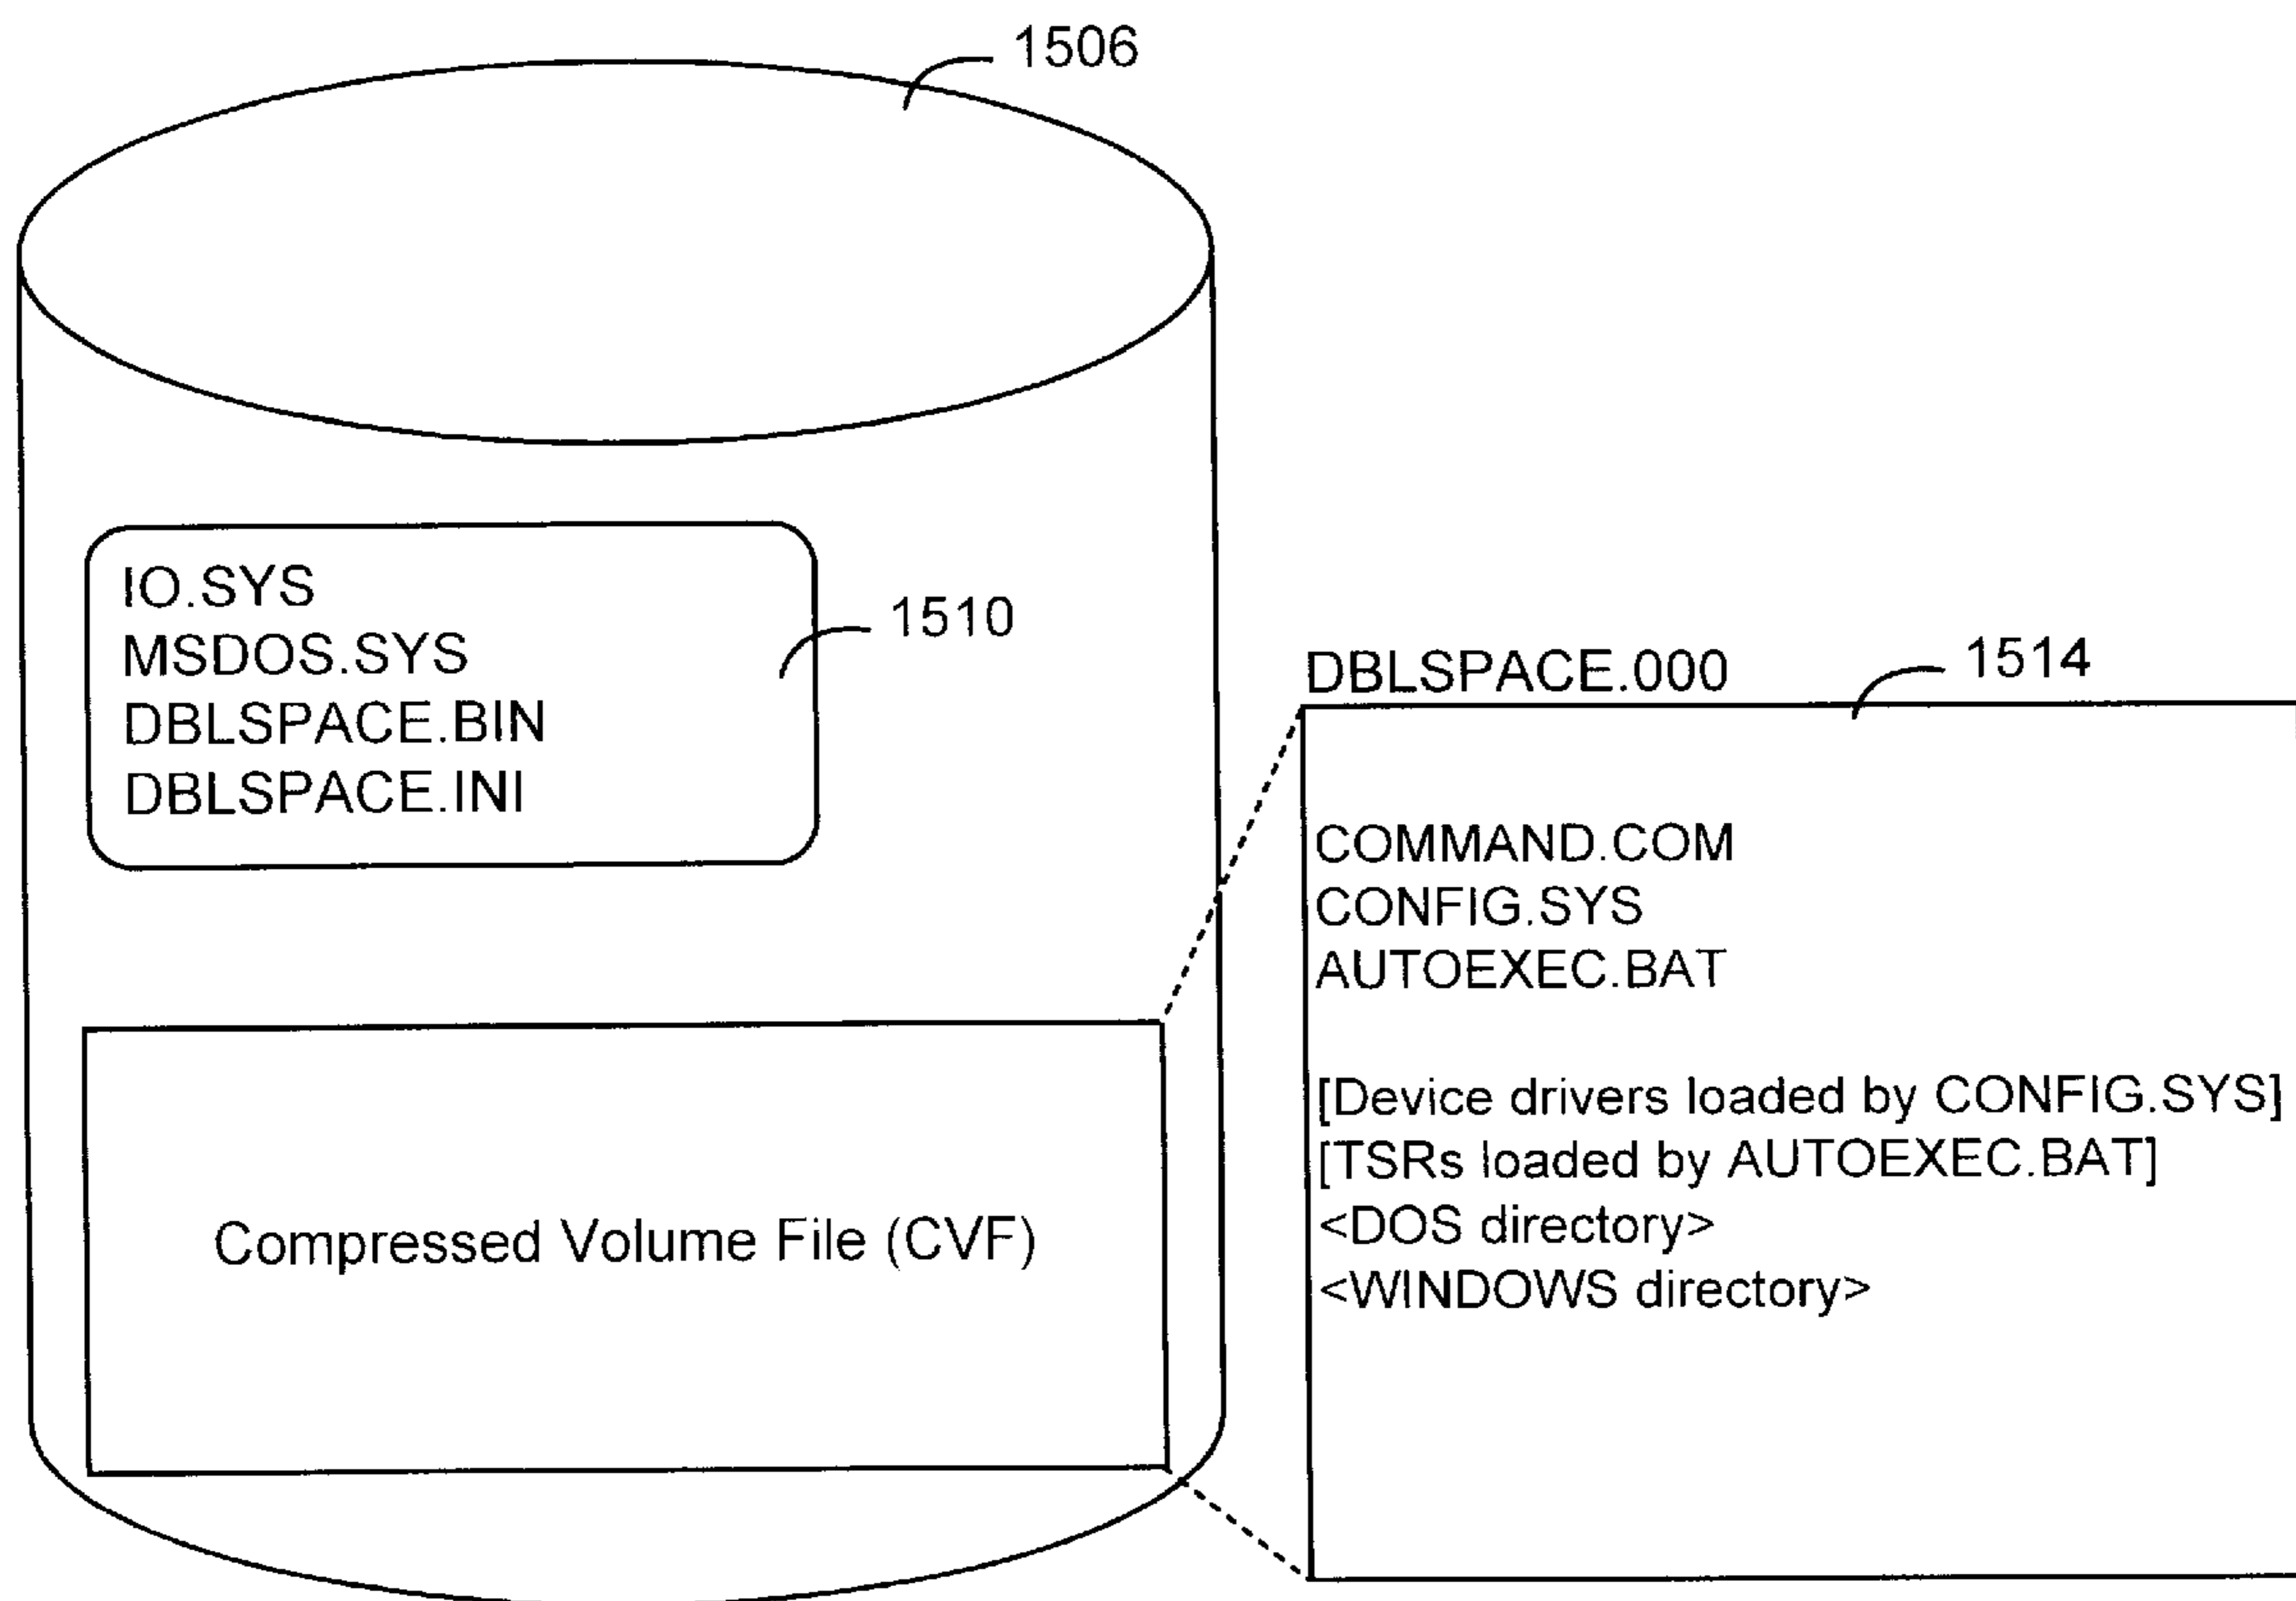 1506
IO.SYS
MSDOS.SYS
DBLSPACE.BIN
DBLSPACE.INI
1510
Compressed Volume File (CVF)
DBLSPACE.000
1514
COMMAND.COM
CONFIG.SYS
AUTOEXEC.BAT
[Device drivers loaded by CONFIG.SYS]
[TSRs loaded by AUTOEXEC.BAT]
<DOS directory>
<WINDOWS directory>